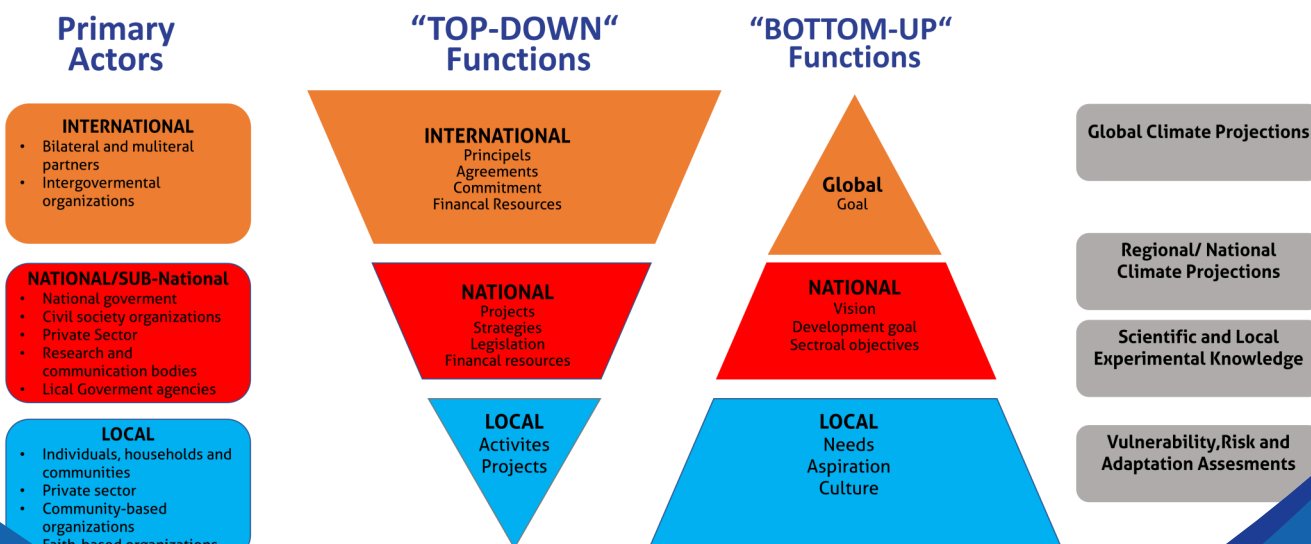 Primary
Actors
INTERNATIONAL
• Bilateral and muliteral
partners
• Intergovermental
organizations
NATIONAL/SUB-National
• National goverment
• Civil society organizations
• Private Sector
• Research and
communication bodies
• Lical Goverment agencies
LOCAL
• Individuals, households and
communities
• Private sector
• Community-based
organizations
Faith-based organizations
“TOP-DOWN“
Functions
INTERNATIONAL
Principels
Agreements
Commitment
Financal Resources
NATIONAL
Projects
Strategies
Legislation
Financal resources
LOCAL
Activites
Projects
“BOTTOM-UP“
Functions
Global
Goal
NATIONAL
Vision
Development goal
Sectroal objectives
LOCAL
Needs
Aspiration
Culture
Global Climate Projections
Regional/ National
Climate Projections
Scientific and Local
Experimental Knowledge
Vulnerability,Risk and
Adaptation Assesments